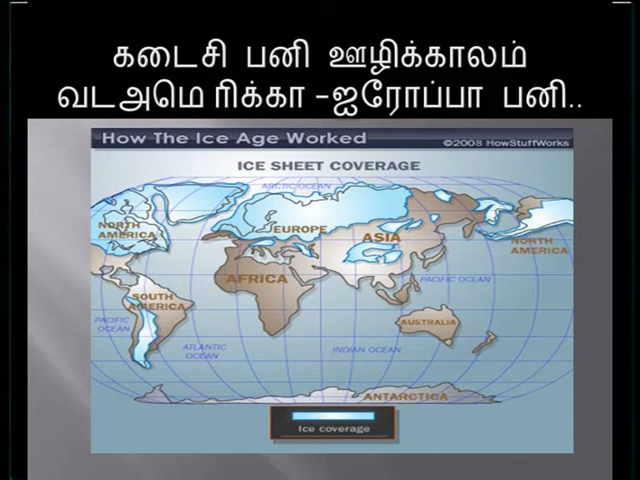 கடைசி பனி ஊழிக்காலம்
வடஅமெ ரிக்கா -ஐரோப்பா பனி..
How The Ice Age Worked
©2008 HowStuffWorks
ICE SHEET COVERAGE
ARCTIC OCEAN
NORTH AMERICA
EUROPE
ASIA
NORTH AMERICA
AFRICA
PACIFIC OCEAN
SOUTH AMERICA
PACIFIC OCEAN
AUSTRALIA
ATLANTIC OCEAN
INDIAN OCEAN
ANTARCTICA
Ice coverage